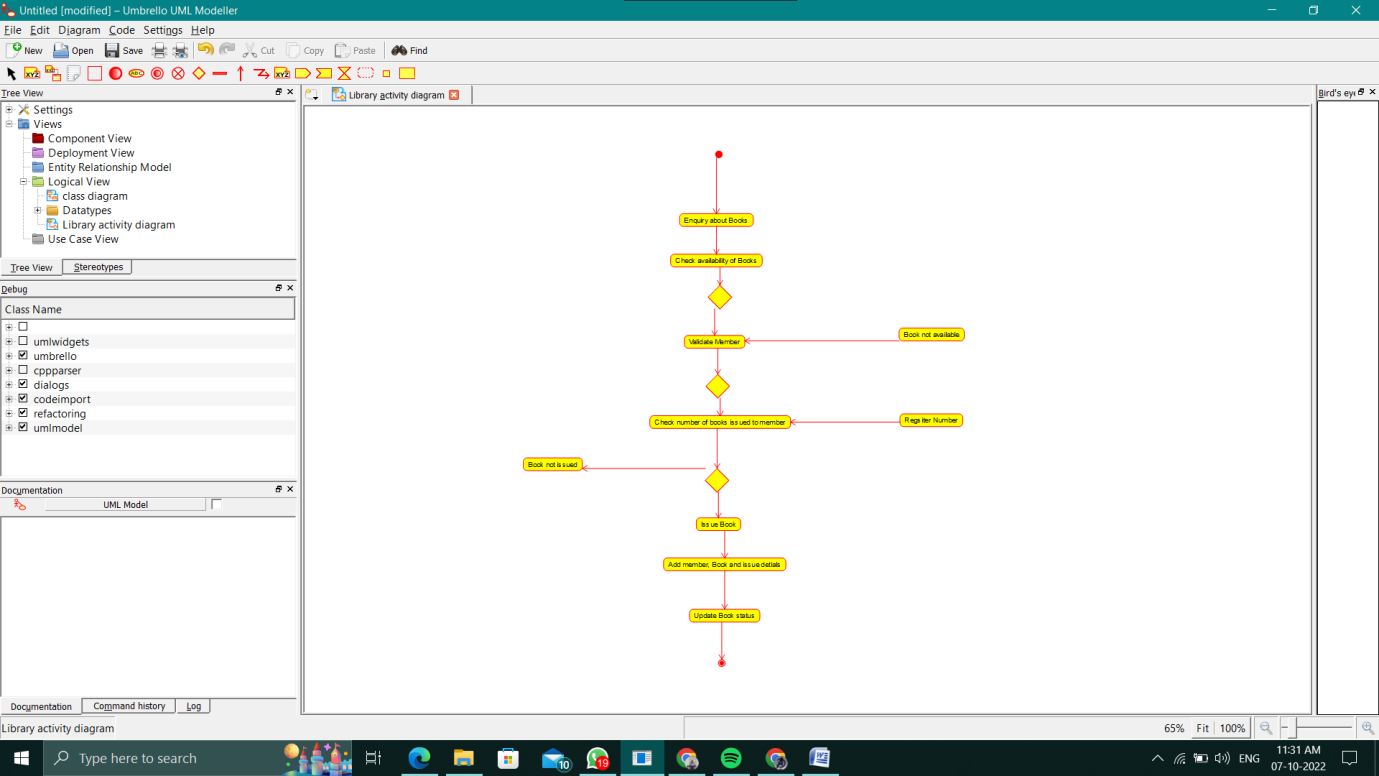 Untitled [modified] – Umbrello UML Modeller
File Edit Diagram Code Settings Help
New Open Save Cut Copy Paste Find
XYZ ABC XYZ
Tree View
Library activity diagram
Bird's eye
Settings
Views
Component View
Deployment View
Entity Relationship Model
Logical View
class diagram
Datatypes
Library activity diagram
Use Case View
Tree View Stereotypes
Debug
Class Name
umlwidgets
umbrello
cppparser
dialogs
codeimport
refactoring
umlmodel
Documentation
UML Model
Documentation Command history Log
Enquiry about Books
Check availability of Books
Book not available
Validate Member
Check number of books issued to member
Regsiter Number
Book not issued
Issue Book
Add member, Book and issue detials
Update Book status
Library activity diagram
65% Fit 100%
Type here to search
10
19
ENG
11:31 AM
07-10-2022